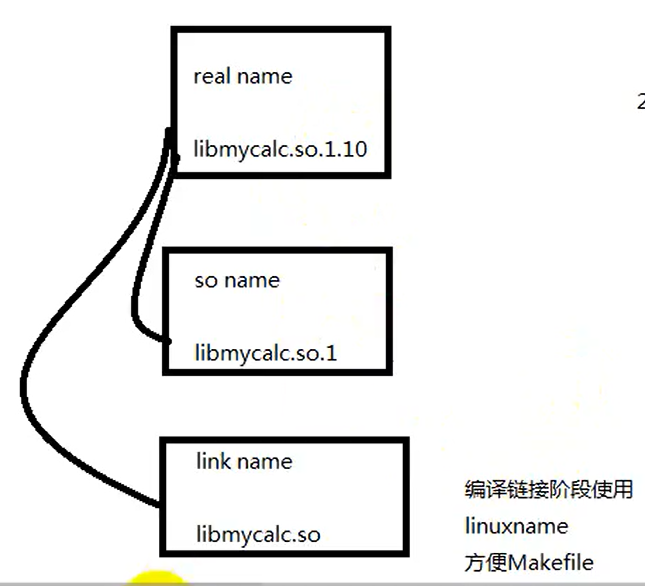 real name
libmycalc.so.1.10
2
so name
libmycalc.so.1
link name
libmycalc.so
编译链接阶段使用
linuxname
方便Makefile